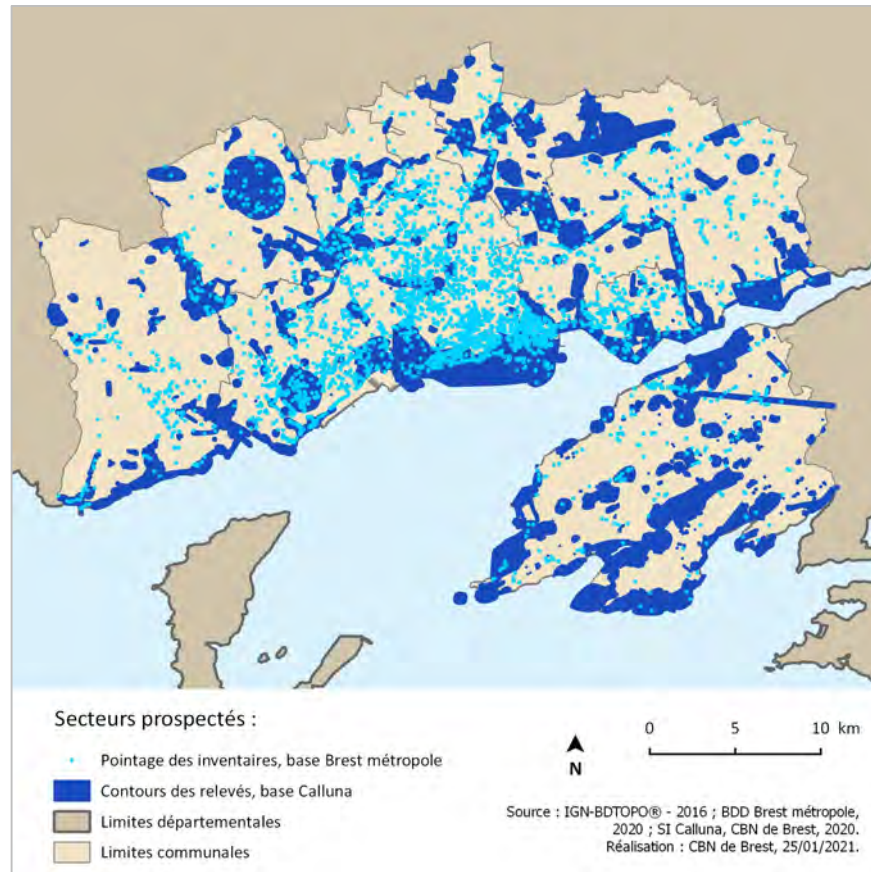 Secteurs prospectés :
Pointage des inventaires, base Brest métropole
Contours des relevés, base Calluna
Limites départementales
Limites communales
0 5 10 km
N
Source : IGN-BDTOPO® - 2016 ; BDD Brest métropole,
2020 ; SI Calluna, CBN de Brest, 2020.
Réalisation : CBN de Brest, 25/01/2021.